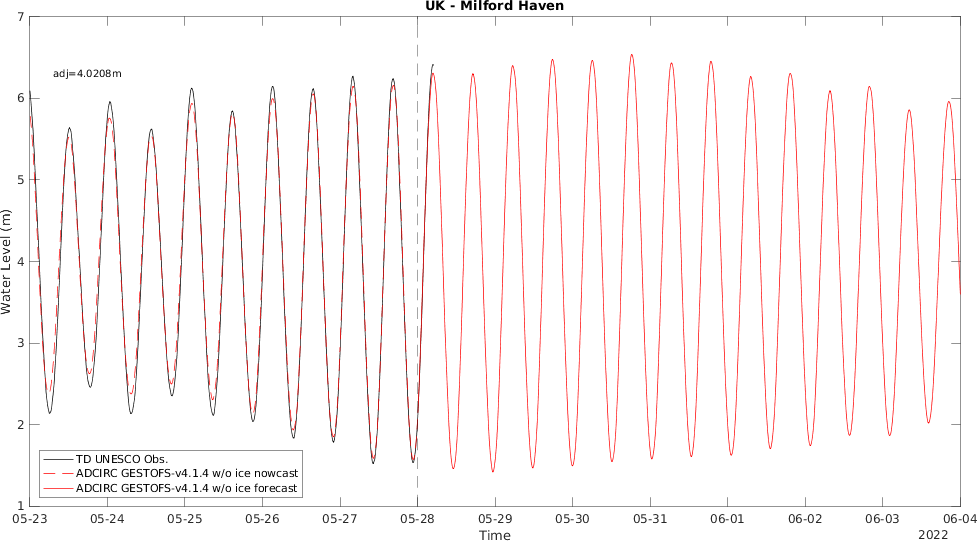 UK - Milford Haven
adj=4.0208m
7
6
5
4
3
2
1
Water Level (m)
TD UNESCO Obs.
ADCIRC GESTOFS-v4.1.4 w/o ice nowcast
ADCIRC GESTOFS-v4.1.4 w/o ice forecast
05-23 05-24 05-25 05-26 05-27 05-28 05-29 05-30 05-31 06-01 06-02 06-03 06-04
Time
2022